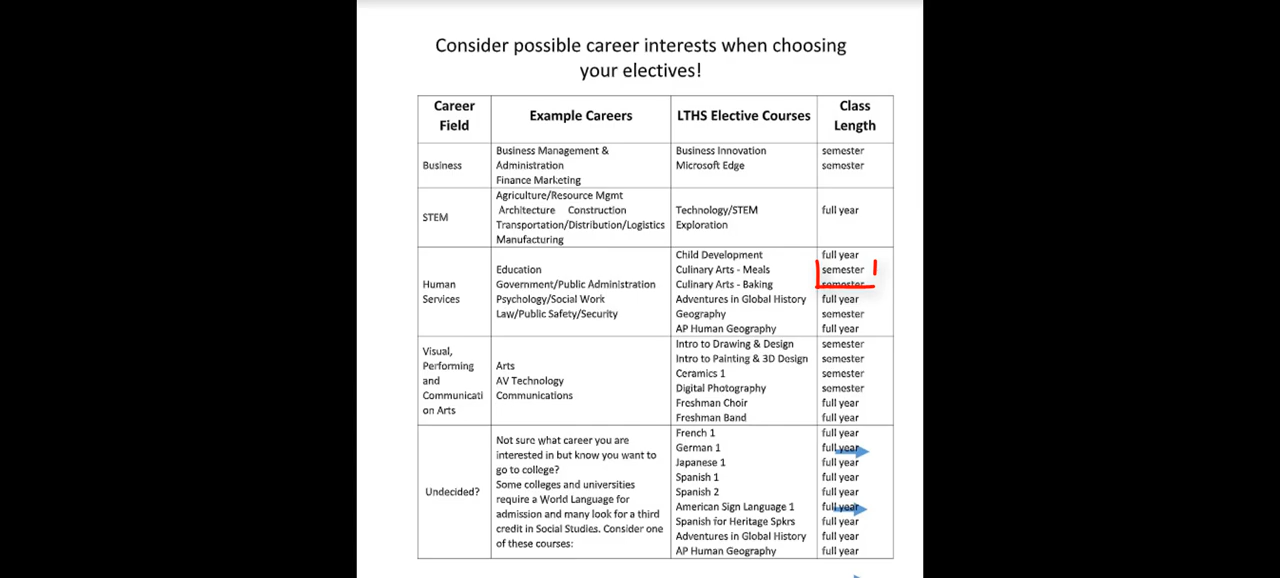 Consider possible career interests when choosing
your electives!
Career Field
Example Careers
LTHS Elective Courses
Class Length
Business
Business Management &
Administration
Finance Marketing
Business Innovation
Microsoft Edge
semester
semester
STEM
Agriculture/Resource Mgmt
Architecture Construction
Transportation/Distribution/Logistics
Manufacturing
Technology/STEM
Exploration
full year
Human
Services
Education
Government/Public Administration
Psychology/Social Work
Law/Public Safety/Security
Child Development
Culinary Arts - Meals
Culinary Arts - Baking
Adventures in Global History
Geography
AP Human Geography
full year
semester
semester
full year
semester
full year
Visual,
Performing
and
Communicati
on Arts
Arts
AV Technology
Communications
Intro to Drawing & Design
Intro to Painting & 3D Design
Ceramics 1
Digital Photography
Freshman Choir
Freshman Band
semester
semester
semester
semester
full year
full year
Undecided?
Not sure what career you are
interested in but know you want to
go to college?
Some colleges and universities
require a World Language for
admission and many look for a third
credit in Social Studies. Consider one
of these courses:
French 1
German 1
Japanese 1
Spanish 1
Spanish 2
American Sign Language 1
Spanish for Heritage Spkrs
Adventures in Global History
AP Human Geography
full year
full year
full year
full year
full year
full year
full year
full year
full year